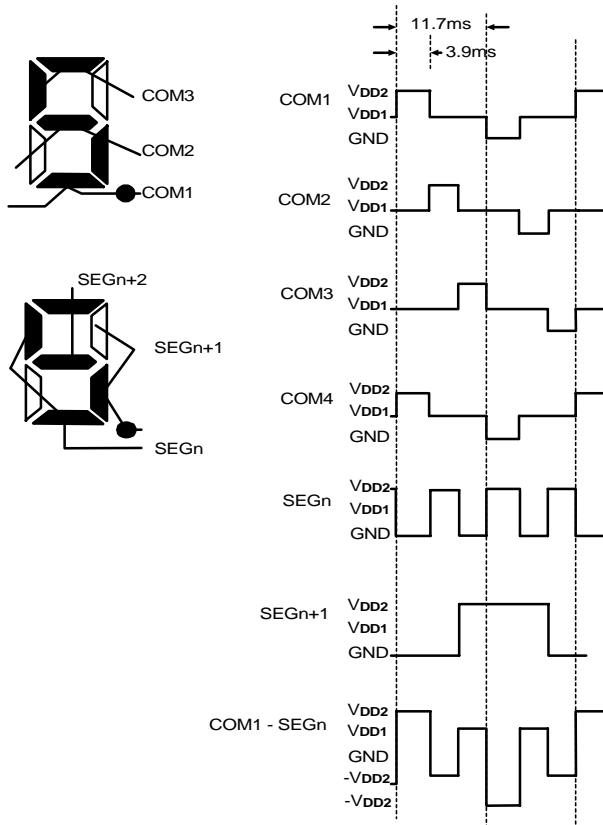 COM3
COM2
COM1
SEGn+2
SEGn+1
SEGn
11.7ms
3.9ms
COM1
VDD2
VDD1
GND
COM2
VDD2
VDD1
GND
COM3
VDD2
VDD1
GND
COM4
VDD2
VDD1
GND
SEGn
VDD2
VDD1
GND
SEGn+1
VDD2
VDD1
GND
COM1 - SEGn
VDD2
VDD1
GND
-VDD2
-VDD2